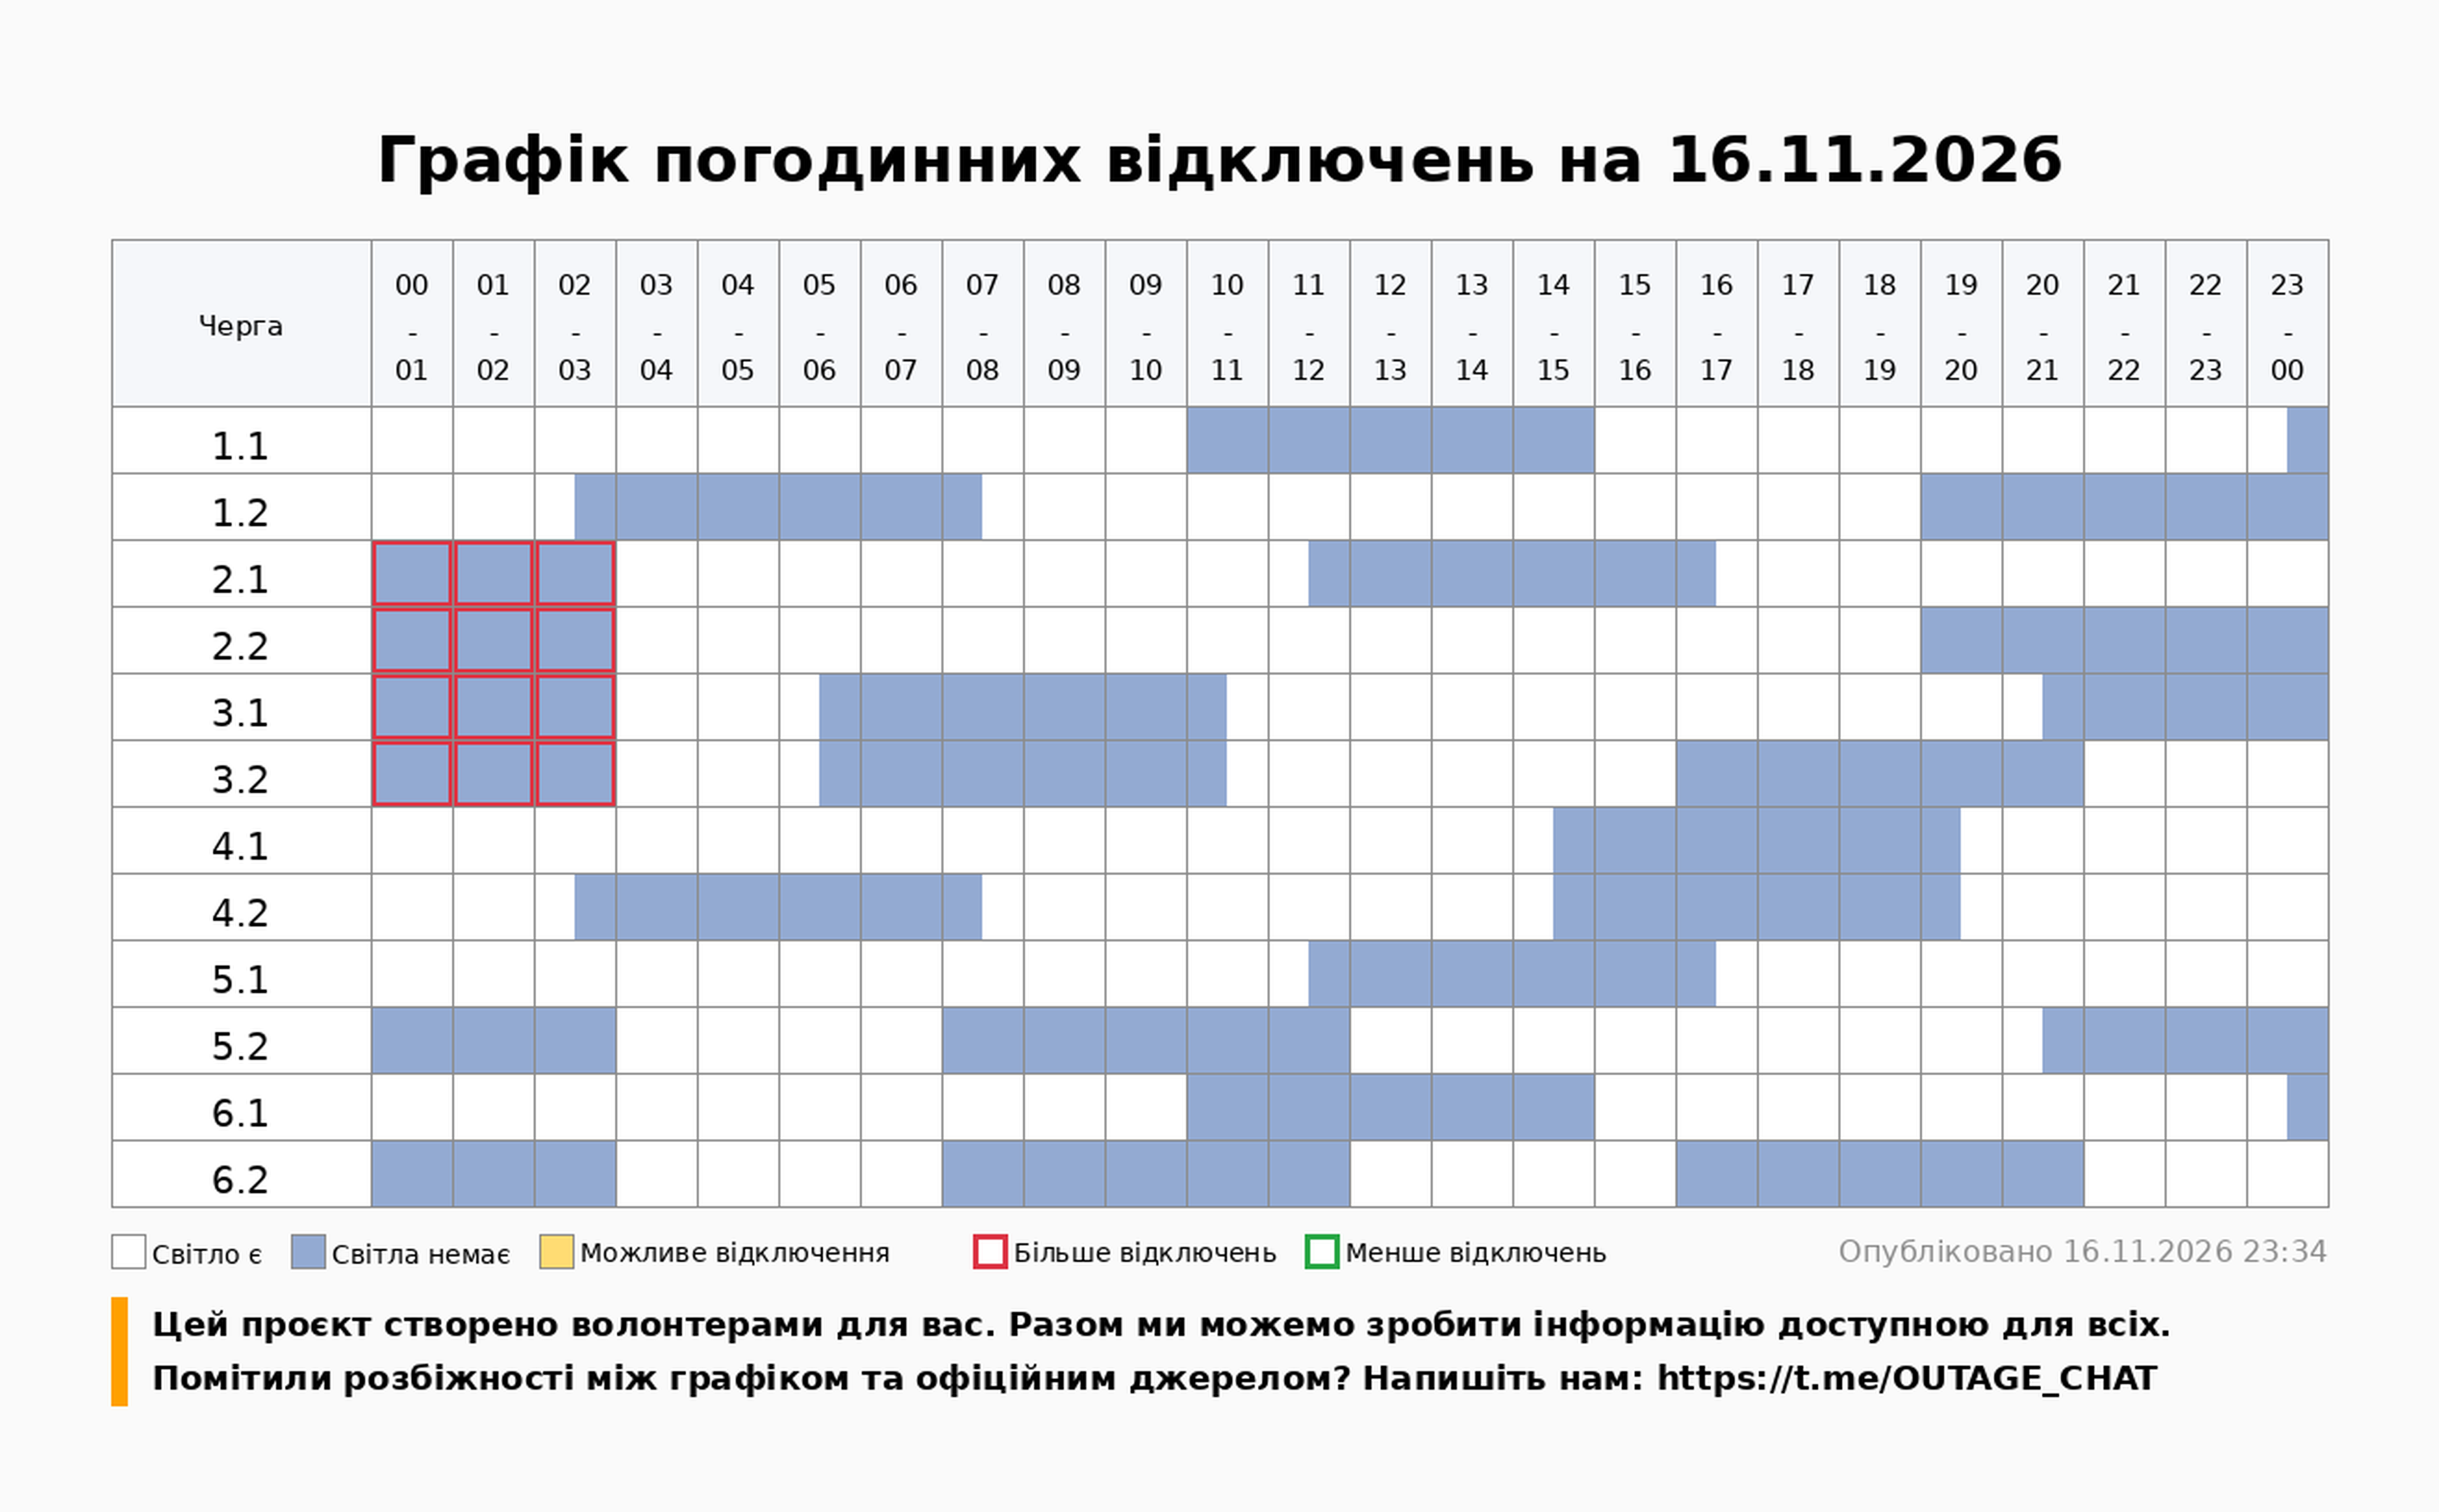 Графік погодинних відключень на 16.11.2026
Черга 00 - 01 01 - 02 02 - 03 03 - 04 04 - 05 05 - 06 06 - 07 07 - 08 08 - 09 09 - 10 10 - 11 11 - 12 12 - 13 13 - 14 14 - 15 15 - 16 16 - 17 17 - 18 18 - 19 19 - 20 20 - 21 21 - 22 22 - 23 23 - 00
1.1
1.2
2.1
2.2
3.1
3.2
4.1
4.2
5.1
5.2
6.1
6.2
Світло є Світла немає Можливе відключення Більше відключень Менше відключень Опубліковано 16.11.2026 23:34
Цей проєкт створено волонтерами для вас. Разом ми можемо зробити інформацію доступною для всіх.
Помітили розбіжності між графіком та офіційним джерелом? Напишіть нам: https://t.me/OUTAGE_CHAT